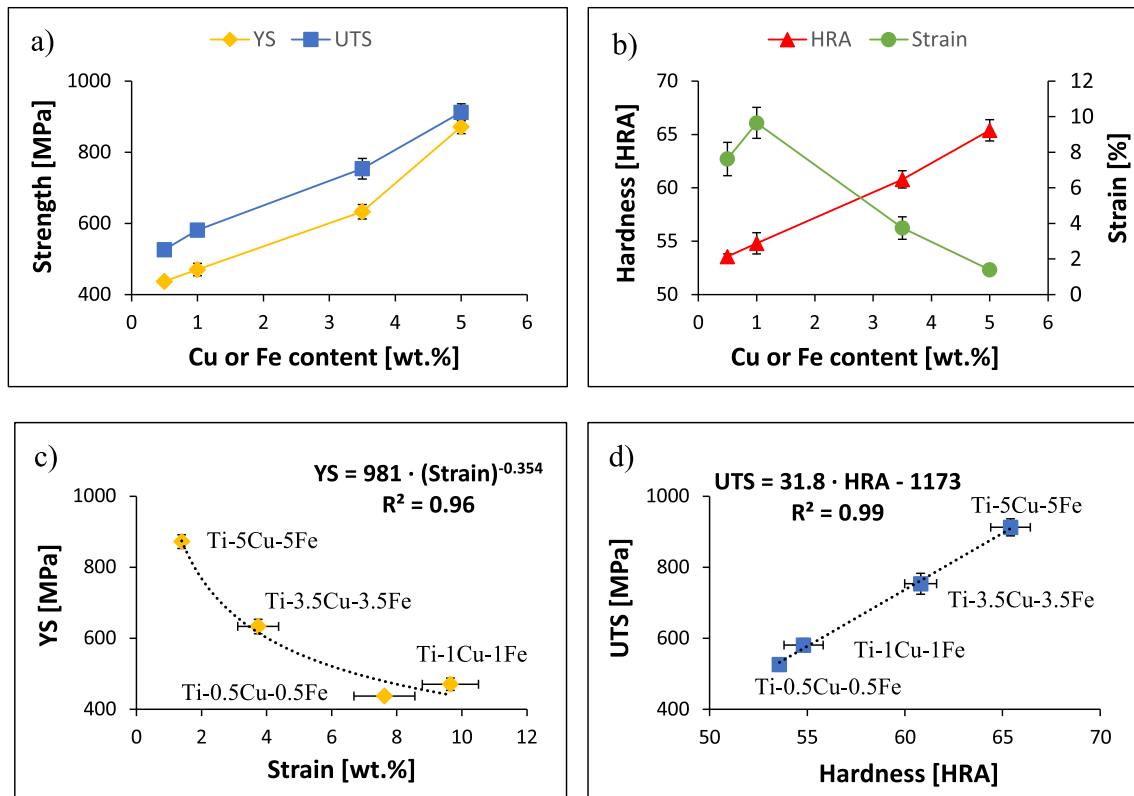 a)
YS
UTS
Strength [MPa]
1000
800
600
400
0
1
2
3
4
5
6
Cu or Fe content [wt.%]
b)
HRA
Strain
Hardness [HRA]
70
65
60
55
50
12
10
8
6
4
2
0
Strain [%]
0
1
2
3
4
5
6
Cu or Fe content [wt.%]
c)
YS = 981 · (Strain)⁻⁰·³⁵⁴
R² = 0.96
YS [MPa]
1000
800
600
400
Ti-5Cu-5Fe
Ti-3.5Cu-3.5Fe
Ti-1Cu-1Fe
Ti-0.5Cu-0.5Fe
0
2
4
6
8
10
12
Strain [wt.%]
d)
UTS = 31.8 · HRA - 1173
R² = 0.99
UTS [MPa]
1000
800
600
400
Ti-5Cu-5Fe
Ti-3.5Cu-3.5Fe
Ti-1Cu-1Fe
Ti-0.5Cu-0.5Fe
50
55
60
65
70
Hardness [HRA]